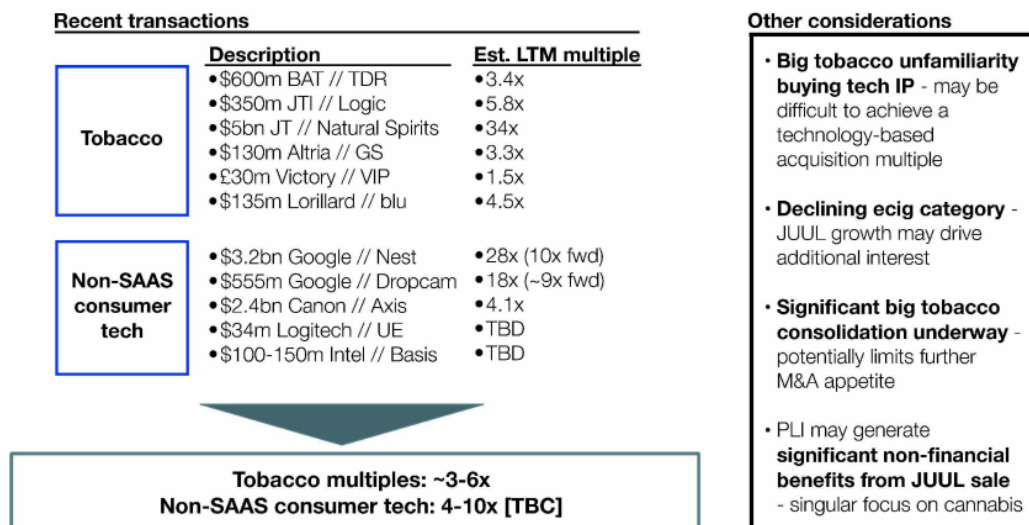 Recent transactions
Description
Est. LTM multiple
Tobacco
•$600m BAT // TDR
•3.4x
•$350m JTI // Logic
•5.8x
•$5bn JT // Natural Spirits
•34x
•$130m Altria // GS
•3.3x
•£30m Victory // VIP
•1.5x
•$135m Lorillard // blu
•4.5x
Non-SAAS
consumer
tech
•$3.2bn Google // Nest
•28x (10x fwd)
•$555m Google // Dropcam
•18x (~9x fwd)
•$2.4bn Canon // Axis
•4.1x
•$34m Logitech // UE
•TBD
•$100-150m Intel // Basis
•TBD
Tobacco multiples: ~3-6x
Non-SAAS consumer tech: 4-10x [TBC]
Other considerations
• Big tobacco unfamiliarity
buying tech IP - may be
difficult to achieve a
technology-based
acquisition multiple
• Declining ecig category -
JUUL growth may drive
additional interest
• Significant big tobacco
consolidation underway -
potentially limits further
M&A appetite
• PLI may generate
significant non-financial
benefits from JUUL sale
- singular focus on cannabis